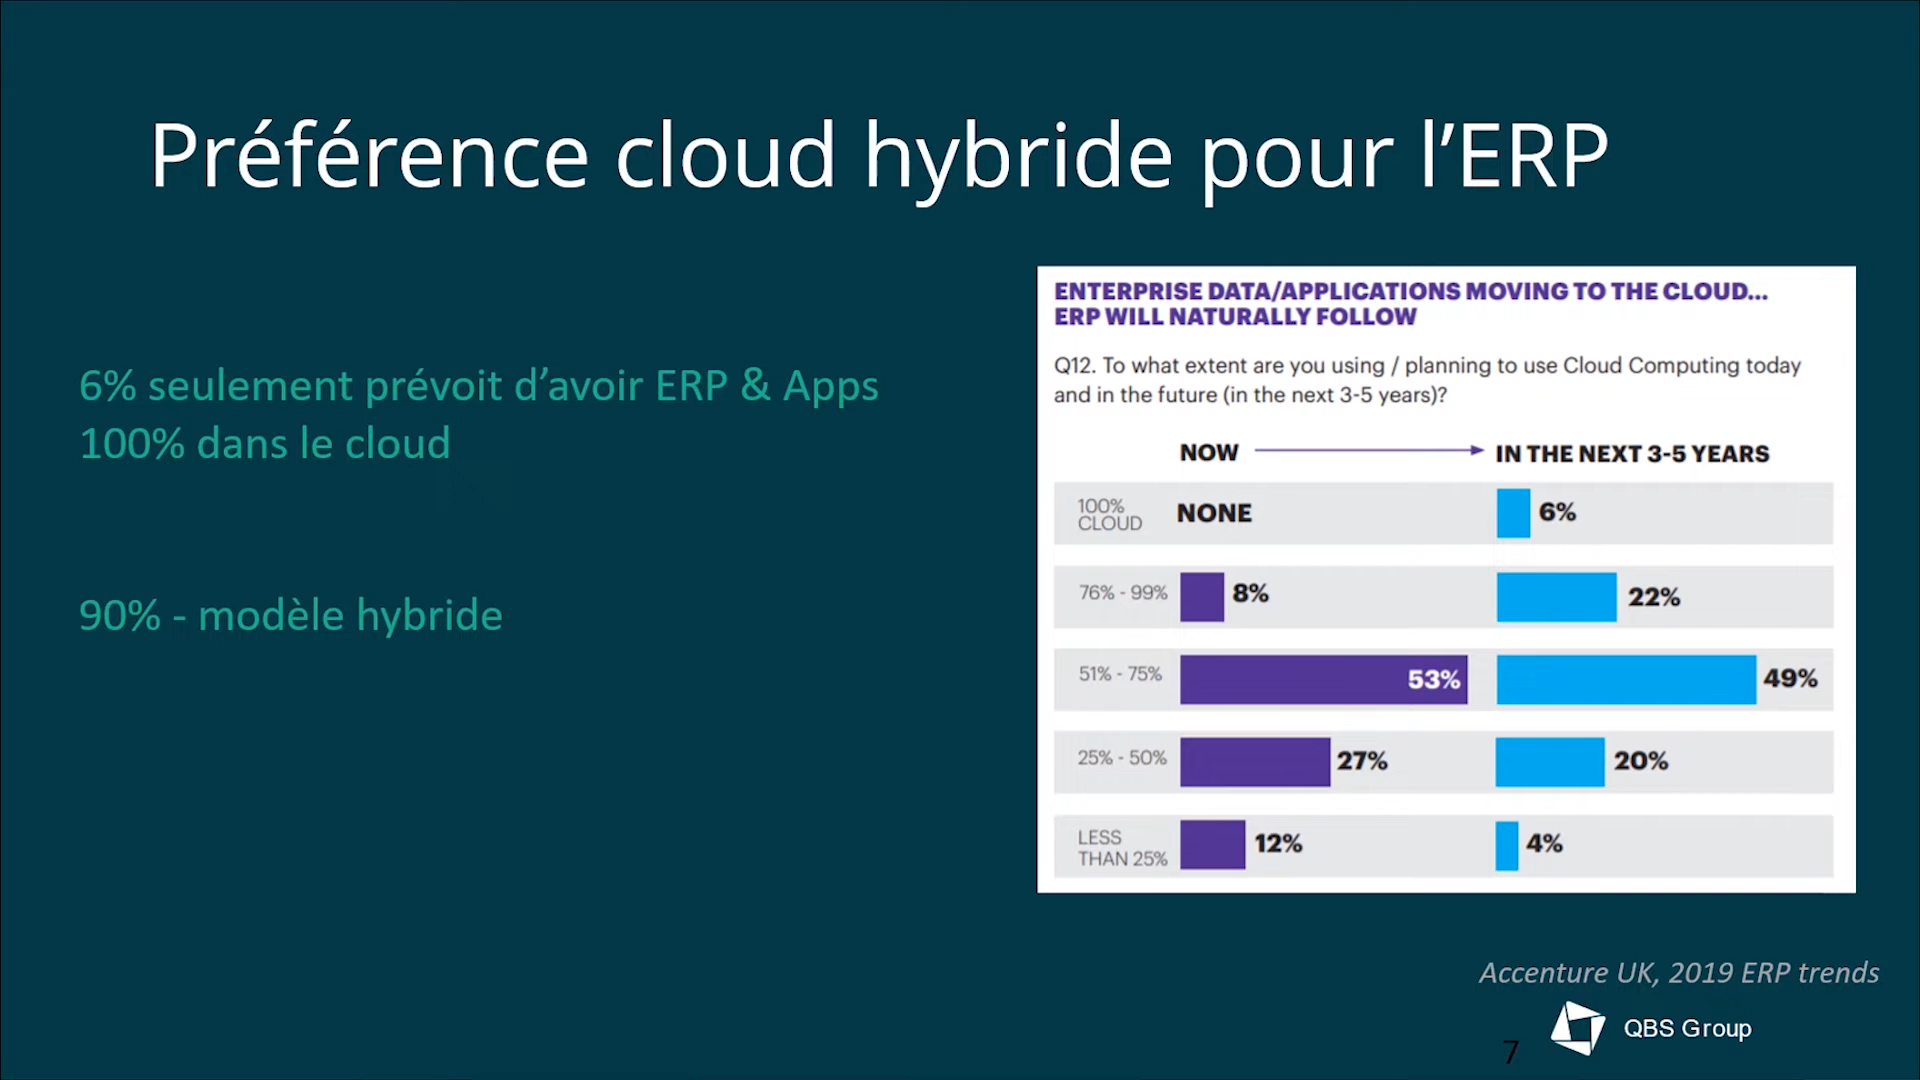 Préférence cloud hybride pour l’ERP
6% seulement prévoit d’avoir ERP & Apps
100% dans le cloud
90% - modèle hybride
ENTERPRISE DATA/APPLICATIONS MOVING TO THE CLOUD...
ERP WILL NATURALLY FOLLOW
Q12. To what extent are you using / planning to use Cloud Computing today
and in the future (in the next 3-5 years)?
NOW IN THE NEXT 3-5 YEARS
100%
CLOUD NONE 6%
76% - 99% 8% 22%
51% - 75% 53% 49%
25% - 50% 27% 20%
LESS
THAN 25% 12% 4%
Accenture UK, 2019 ERP trends
QBS Group
7